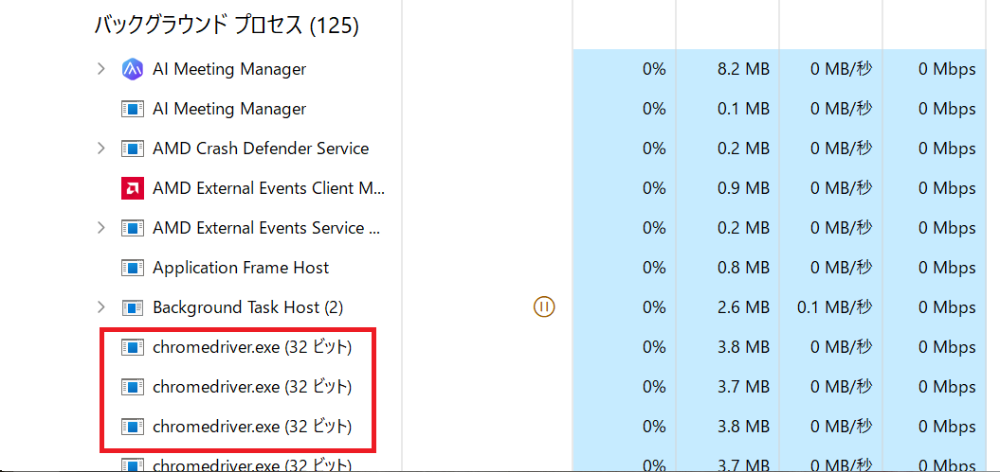 バックグラウンド プロセス (125)
AI Meeting Manager 0% 8.2 MB 0 MB/秒 0 Mbps
AI Meeting Manager 0% 0.1 MB 0 MB/秒 0 Mbps
AMD Crash Defender Service 0% 0.2 MB 0 MB/秒 0 Mbps
AMD External Events Client M... 0% 0.9 MB 0 MB/秒 0 Mbps
AMD External Events Service ... 0% 0.2 MB 0 MB/秒 0 Mbps
Application Frame Host 0% 0.8 MB 0 MB/秒 0 Mbps
Background Task Host (2) 0% 2.6 MB 0.1 MB/秒 0 Mbps
chromedriver.exe (32 ビット) 0% 3.8 MB 0 MB/秒 0 Mbps
chromedriver.exe (32 ビット) 0% 3.7 MB 0 MB/秒 0 Mbps
chromedriver.exe (32 ビット) 0% 3.8 MB 0 MB/秒 0 Mbps
chromedriver.exe (32 ビット) 0% 3.7 MB 0 MB/秒 0 Mbps